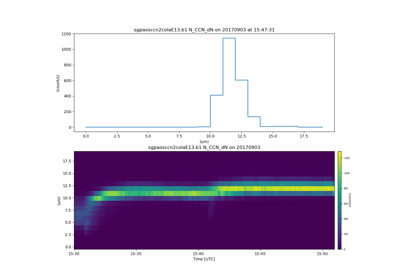 sgpaosccn2colaE13.b1 N_CCN_dN on 20170903 at 15:47:31
1200
1000
800
600
400
200
0
(count/s)
0.0 2.5 5.0 7.5 10.0 12.5 15.0 17.5
(um)
sgpaosccn2colaE13.b1 N_CCN_dN on 20170903
17.5
15.0
12.5
10.0
7.5
5.0
2.5
0.0
(um)
15:30 15:35 15:40 15:45 15:50
Time [UTC]